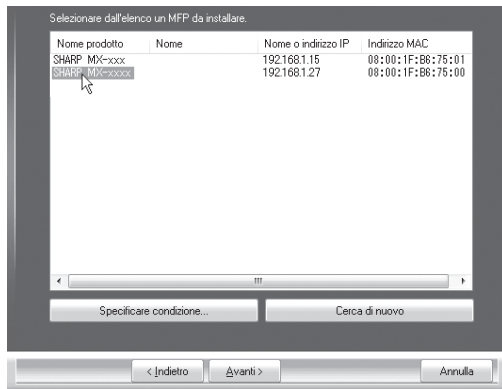 Selezionare dall'elenco un MFP da installare.
Nome prodotto Nome Nome o indirizzo IP Indirizzo MAC
SHARP MX-xxx 192.168.1.15 08:00:1F:B6:75:01
SHARP MX-xxxx 192.168.1.27 08:00:1F:B6:75:00
Specificare condizione... Cerca di nuovo
< Indietro Avanti > Annulla